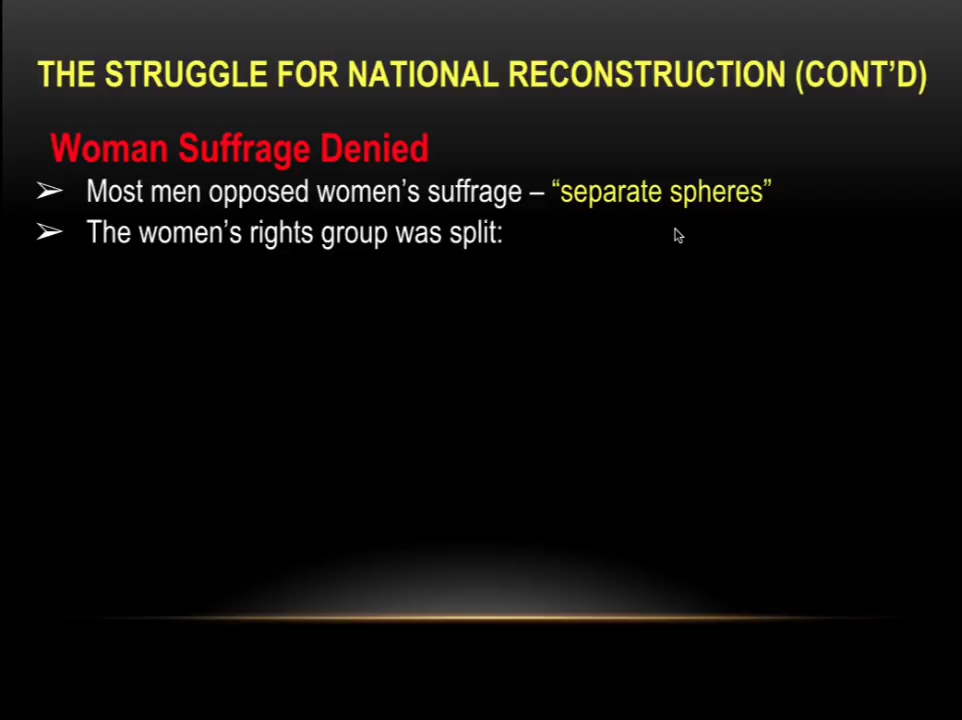 THE STRUGGLE FOR NATIONAL RECONSTRUCTION (CONT’D)
Woman Suffrage Denied
➢ Most men opposed women’s suffrage – “separate spheres”
➢ The women’s rights group was split: